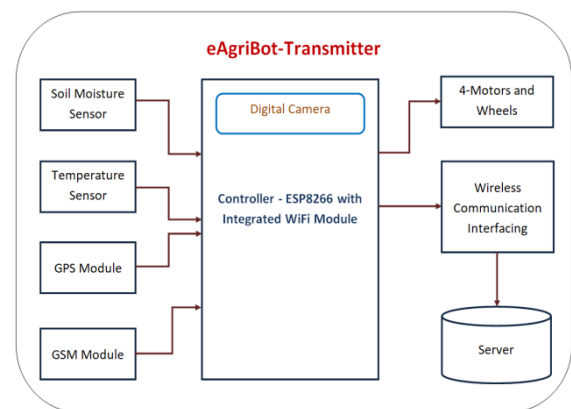 eAgriBot-Transmitter
Soil Moisture
Sensor
Temperature
Sensor
GPS Module
GSM Module
Digital Camera
Controller - ESP8266 with
Integrated WiFi Module
4-Motors and
Wheels
Wireless
Communication
Interfacing
Server